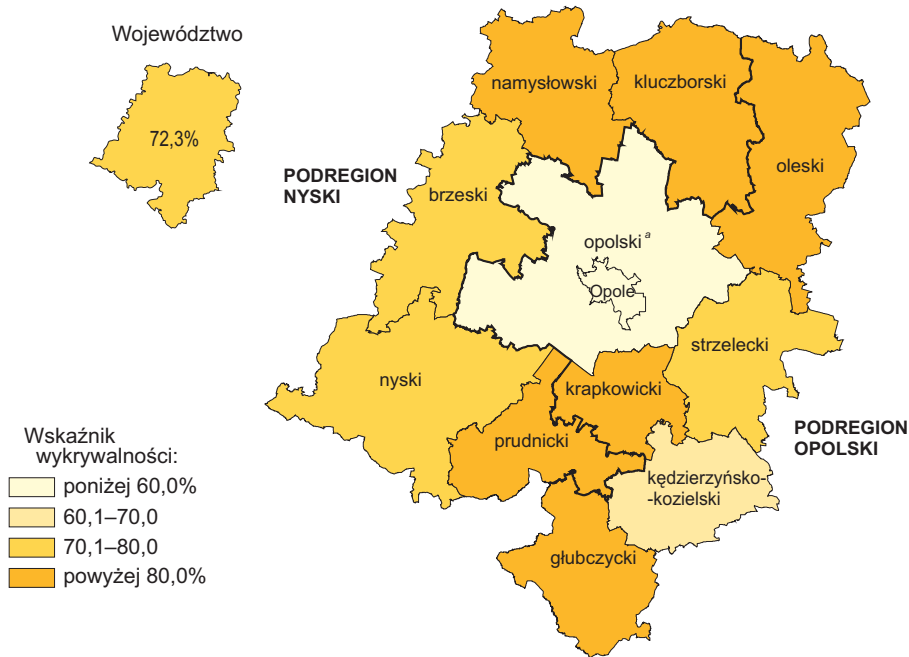 Województwo
72,3%
namysłowski
kluczborski
oleski
PODREGION
NYSKI
brzeski
opolski a
Opole
strzelecki
nyski
krapkowicki
prudnicki
PODREGION
OPOLSKI
kędzierzyńsko-
-kozielski
głubczycki
Wskaźnik
wykrywalności:
poniżej 60,0%
60,1–70,0
70,1–80,0
powyżej 80,0%